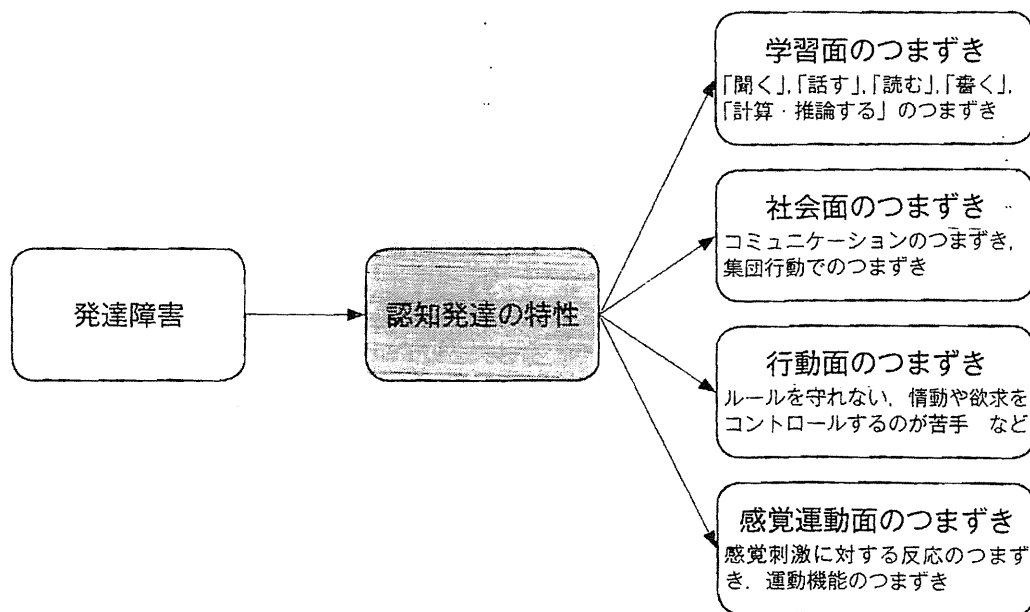 発達障害
認知発達の特性
学習面のつまずき
「聞く」,「話す」,「読む」,「書く」,
「計算・推論する」のつまずき
社会面のつまずき
コミュニケーションのつまずき,
集団行動でのつまずき
行動面のつまずき
ルールを守れない,情動や欲求を
コントロールするのが苦手 など
感覚運動面のつまずき
感覚刺激に対する反応のつまず
き,運動機能のつまずき